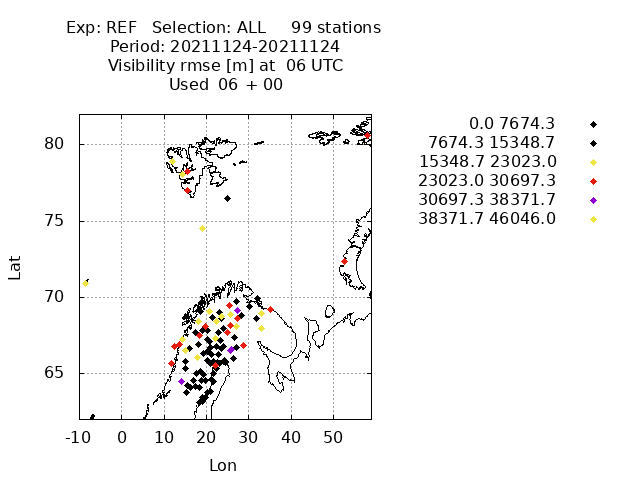 Exp: REF Selection: ALL 99 stations
Period: 20211124-20211124
Visibility rmse [m] at 06 UTC
Used 06 + 00
0.0 7674.3
7674.3 15348.7
15348.7 23023.0
23023.0 30697.3
30697.3 38371.7
38371.7 46046.0
80
75
70
65
Lat
-10 0 10 20 30 40 50
Lon